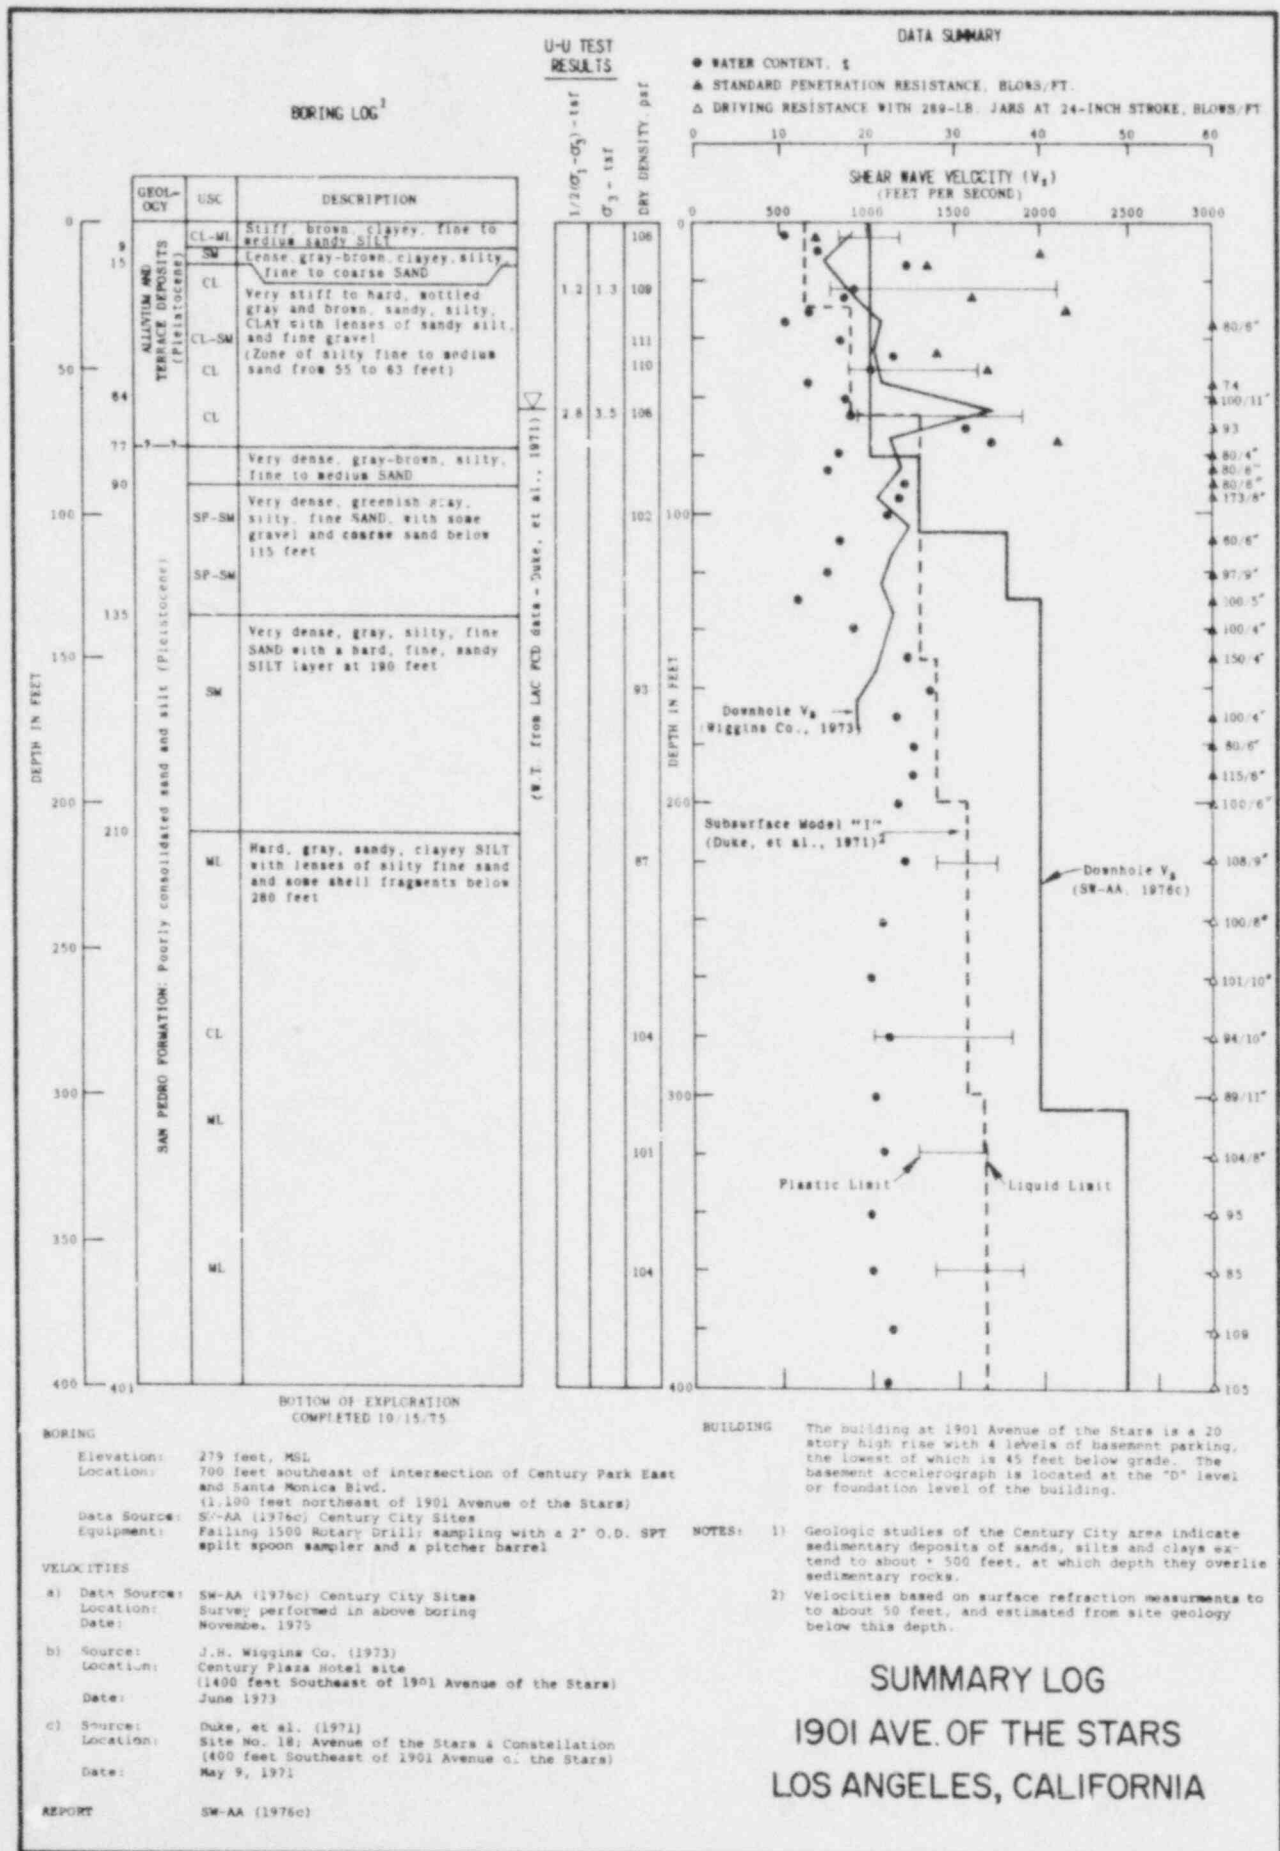 U-U TEST
RESULTS
DATA SUMMARY
● WATER CONTENT, %
▲ STANDARD PENETRATION RESISTANCE, BLOWS/FT.
△ DRIVING RESISTANCE WITH 289-LB. JARS AT 24-INCH STROKE, BLOWS/FT
BORING LOG1
1/2(σ1-σ3)-tsf
σ3- tsf
DRY DENSITY, psf
0 10 20 30 40 50 60
SHEAR WAVE VELOCITY (Vs)
(FEET PER SECOND)
0 500 1000 1500 2000 2500 3000
GEOL-
OGY
USC
DESCRIPTION
DEPTH IN FEET
0
50
100
150
200
250
300
350
400
9
15
64
77
90
135
210
401
ALLUVIUM AND
TERRACE DEPOSITS
(Pleistocene)
? ?
SAN PEDRO FORMATION: Poorly consolidated sand and silt (Pleistocene)
CL-ML
SM
CL
CL-SM
CL
CL
SP-SM
SP-SM
SM
ML
CL
ML
ML
Stiff, brown, clayey, fine to
medium sandy SILT
Dense, gray-brown, clayey, silty,
fine to coarse SAND
Very stiff to hard, mottled
gray and brown, sandy, silty,
CLAY with lenses of sandy silt,
and fine gravel
(Zone of silty fine to medium
sand from 55 to 63 feet)
Very dense, gray-brown, silty,
fine to medium SAND
Very dense, greenish gray,
silty, fine SAND, with some
gravel and coarse sand below
115 feet
Very dense, gray, silty, fine
SAND with a hard, fine, sandy
SILT layer at 190 feet
Hard, gray, sandy, clayey SILT
with lenses of silty fine sand
and some shell fragments below
280 feet
(W.T. from LAC FCD data - Duke, et al., 1971)
1.2 1.3
2.8 3.5
106
109
111
110
106
102
93
87
104
101
104
DEPTH IN FEET
0
50
100
150
200
300
400
80/6"
74
100/11"
93
80/4"
80/6"
80/6"
173/8"
60/6"
97/9"
100/5"
100/4"
150/4"
100/4"
80/6"
115/6"
100/6"
108/9"
100/8"
101/10"
94/10"
89/11"
104/8"
95
85
109
105
Downhole Vs
(Wiggins Co., 1973)
Subsurface Model "I"
(Duke, et al., 1971)2
Downhole Vs
(SW-AA, 1976c)
Plastic Limit
Liquid Limit
BOTTOM OF EXPLORATION
COMPLETED 10/15/75
BORING
Elevation: 279 feet, MSL
Location: 700 feet southeast of intersection of Century Park East
and Santa Monica Blvd.
(1,100 feet northeast of 1901 Avenue of the Stars)
Data Source: SW-AA (1976c) Century City Sites
Equipment: Failing 1500 Rotary Drill; sampling with a 2" O.D. SPT
split spoon sampler and a pitcher barrel
VELOCITIES
a) Data Source: SW-AA (1976c) Century City Sites
Location: Survey performed in above boring
Date: Novembe, 1975
b) Source: J.H. Wiggins Co. (1973)
Location: Century Plaza Hotel site
(1400 feet Southeast of 1901 Avenue of the Stars)
Date: June 1973
c) Source: Duke, et al. (1971)
Location: Site No. 18; Avenue of the Stars & Constellation
(400 feet Southeast of 1901 Avenue o. the Stars)
Date: May 9, 1971
REPORT SW-AA (1976c)
BUILDING The building at 1901 Avenue of the Stars is a 20
story high rise with 4 levels of basement parking,
the lowest of which is 45 feet below grade. The
basement accelerograph is located at the "D" level
or foundation level of the building.
NOTES: 1) Geologic studies of the Century City area indicate
sedimentary deposits of sands, silts and clays ex-
tend to about + 500 feet, at which depth they overlie
sedimentary rocks.
2) Velocities based on surface refraction measurments to
to about 50 feet, and estimated from site geology
below this depth.
SUMMARY LOG
1901 AVE. OF THE STARS
LOS ANGELES, CALIFORNIA